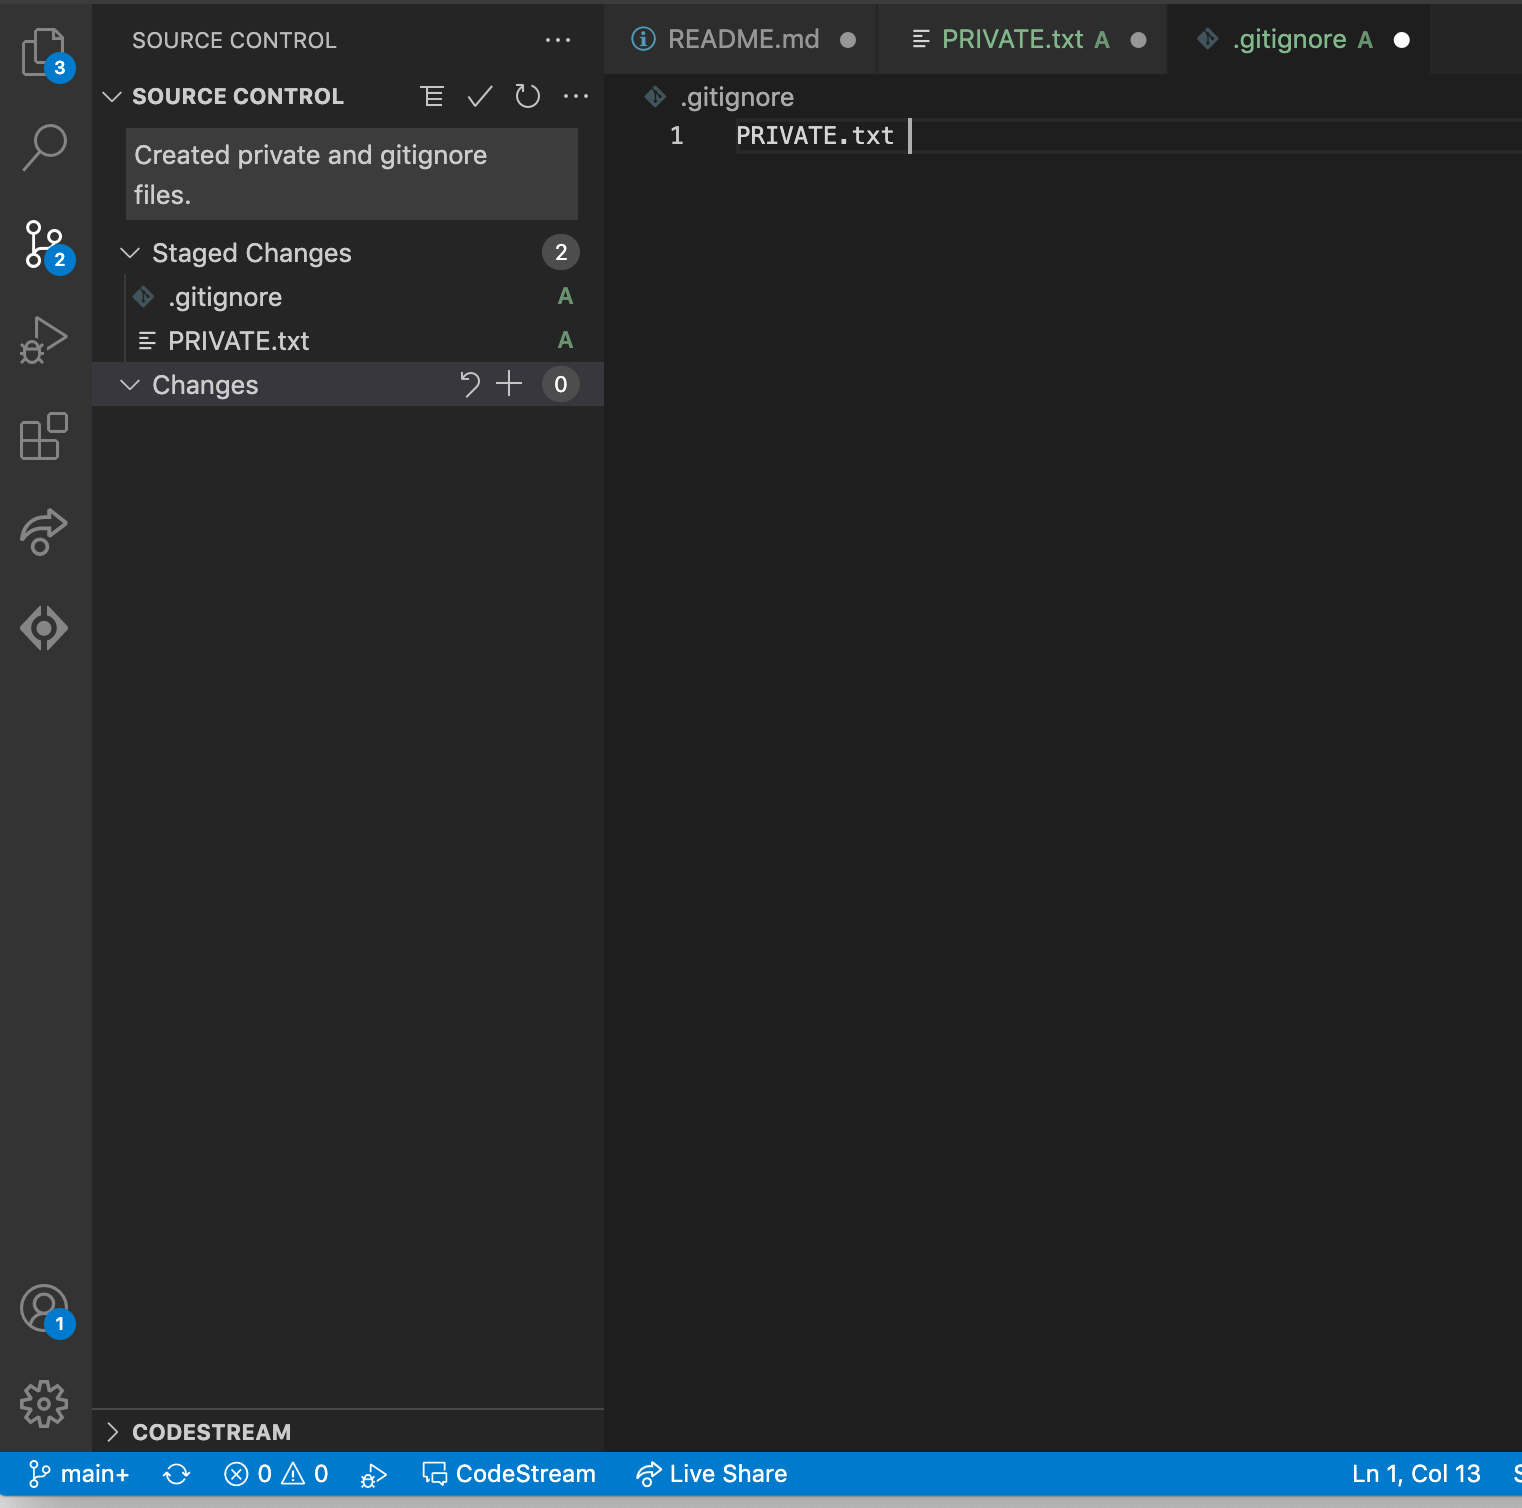 3
2
1
SOURCE CONTROL
SOURCE CONTROL
Created private and gitignore
files.
Staged Changes 2
.gitignore A
PRIVATE.txt A
Changes 0
CODESTREAM
README.md
PRIVATE.txt A
.gitignore A
.gitignore
1 PRIVATE.txt
main+ 0 0 CodeStream Live Share Ln 1, Col 13